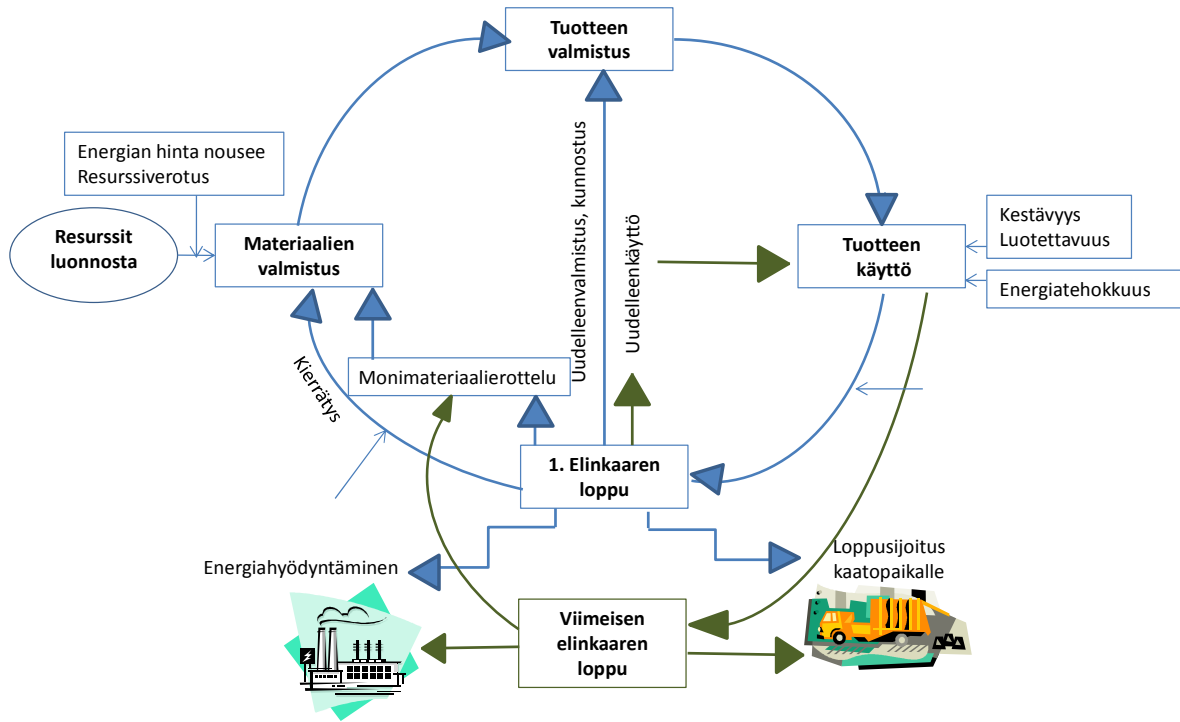 Tuotteen
valmistus
Energian hinta nousee
Resurssiverotus
Resurssit
luonnosta
Materiaalien
valmistus
Uudelleenvalmistus, kunnostus
Uudelleenkäyttö
Tuotteen
käyttö
Kestävyys
Luotettavuus
Energiatehokkuus
Kierrätys
Monimateriaalierottelu
1. Elinkaaren
loppu
Energiahyödyntäminen
Loppusijoitus
kaatopaikalle
Viimeisen
elinkaaren
loppu